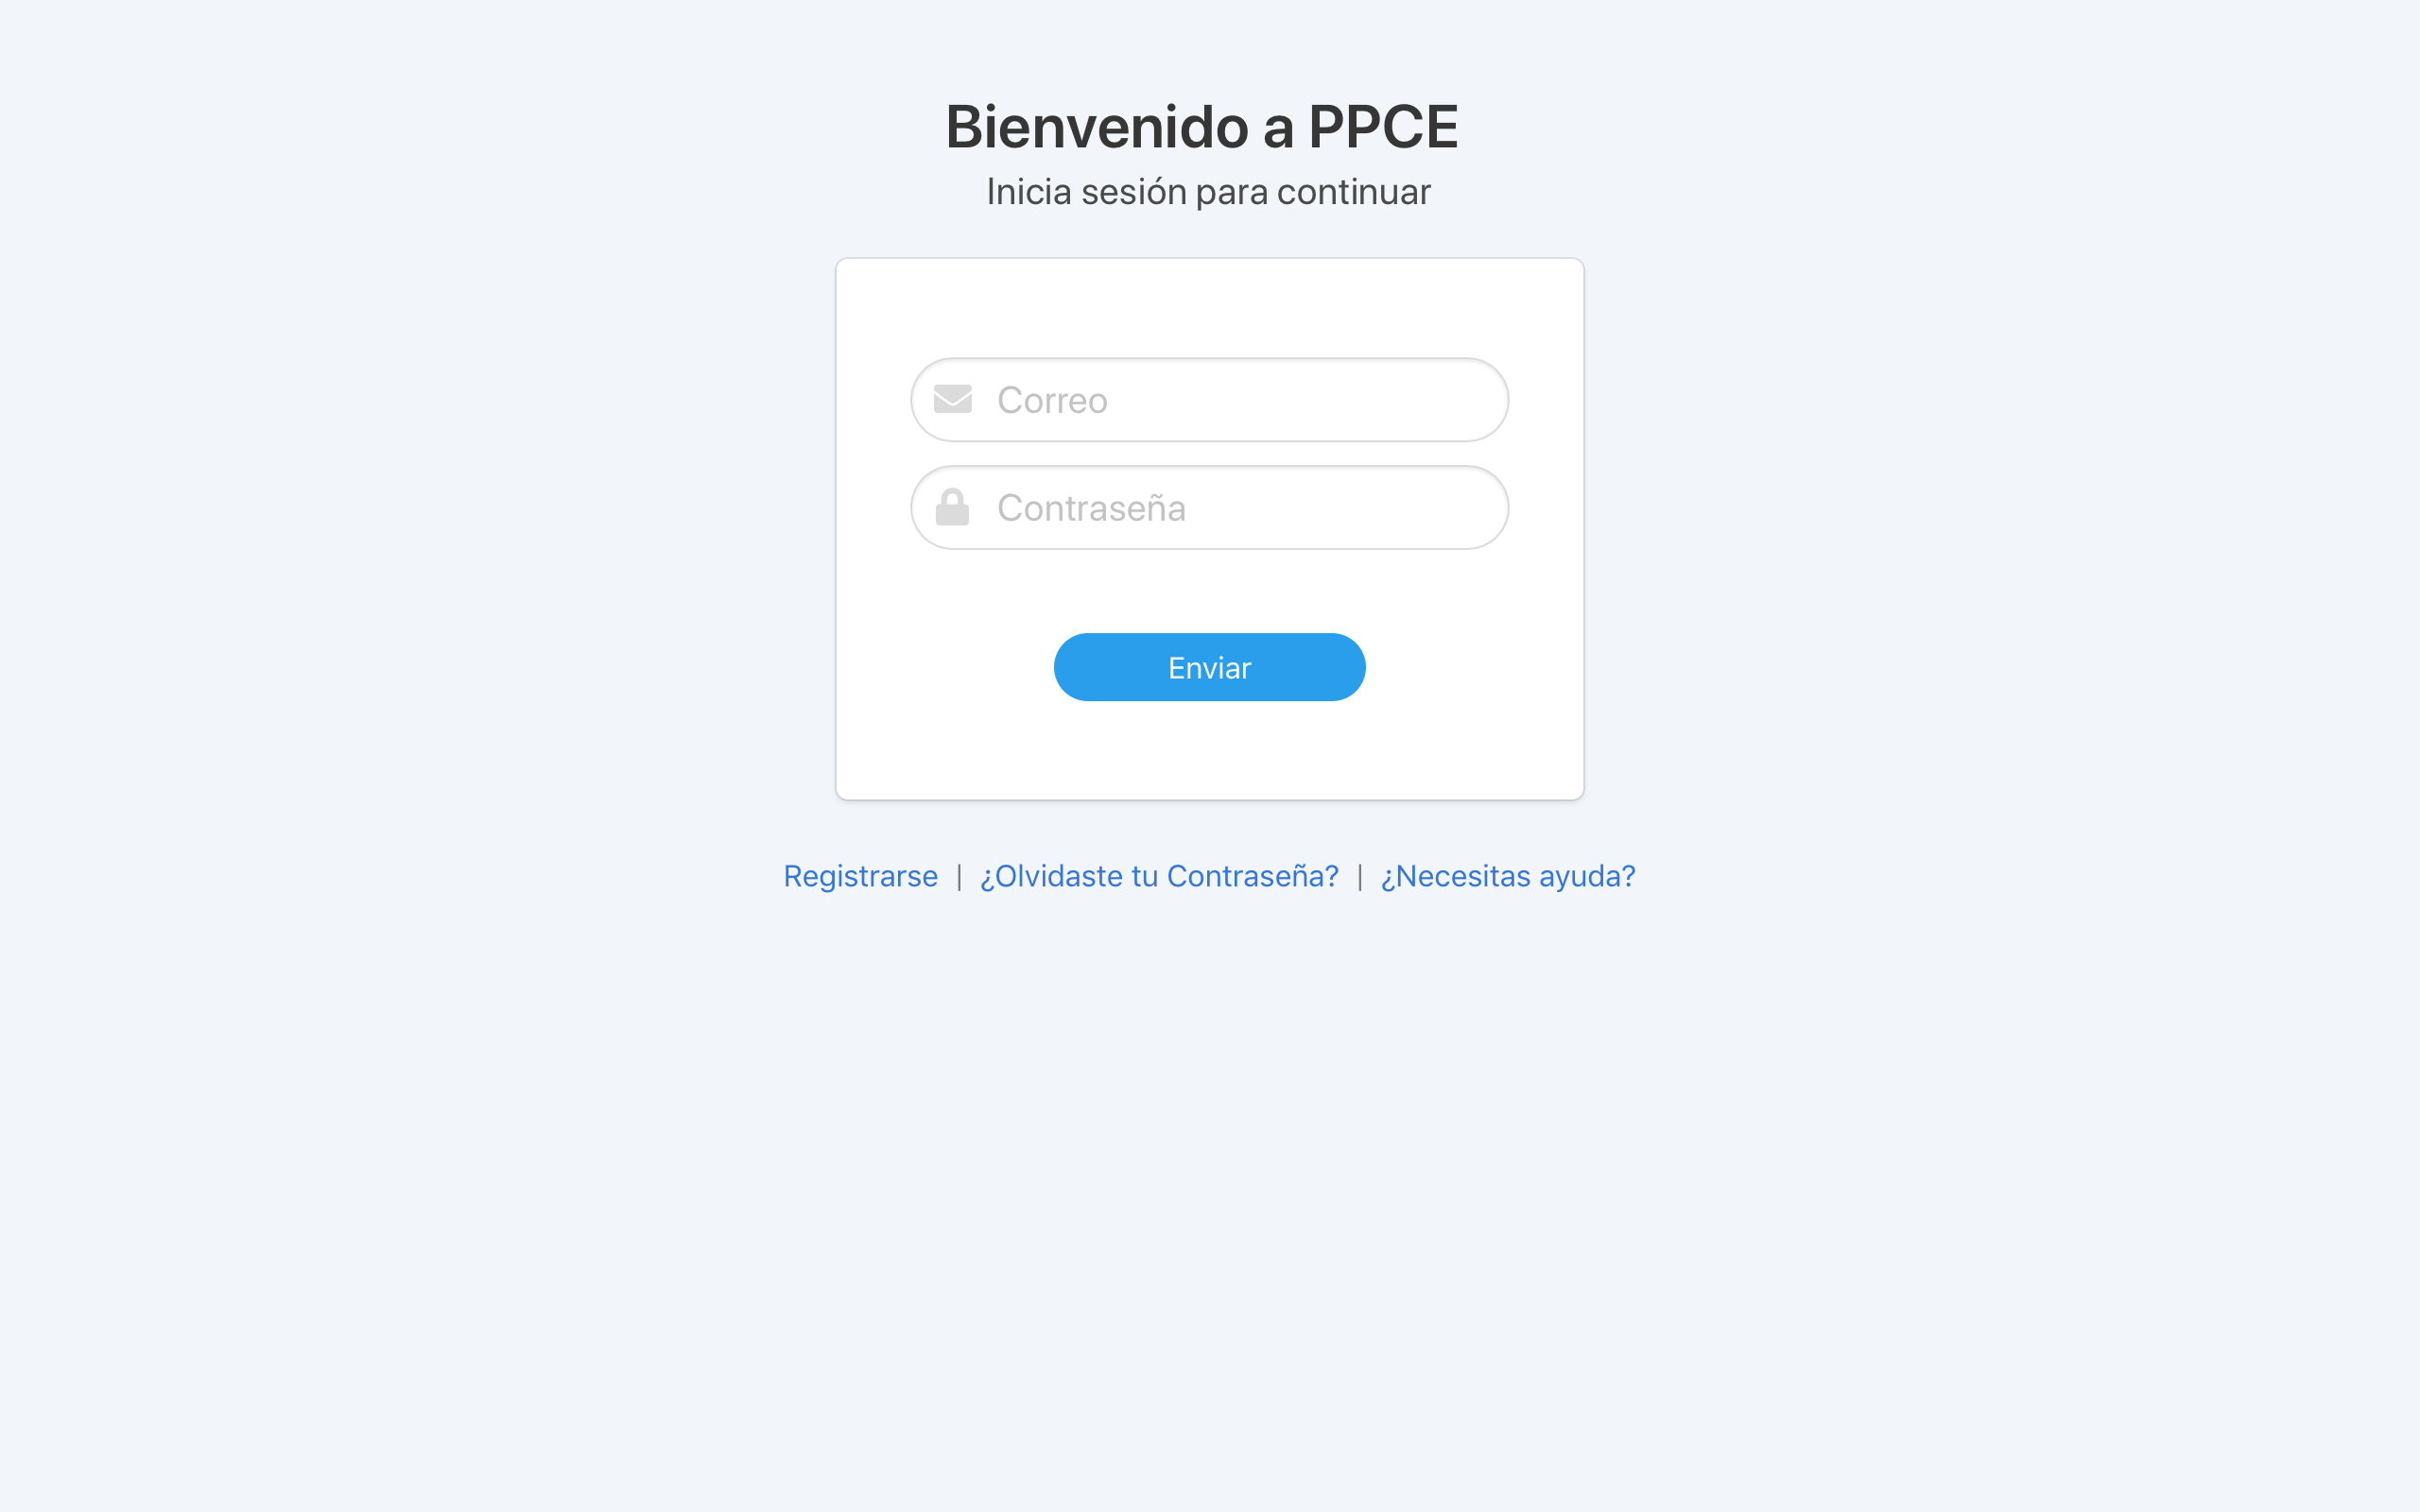 Bienvenido a PPCE
Inicia sesión para continuar
Correo
Contraseña
Enviar
Registrarse | ¿Olvidaste tu Contraseña? | ¿Necesitas ayuda?